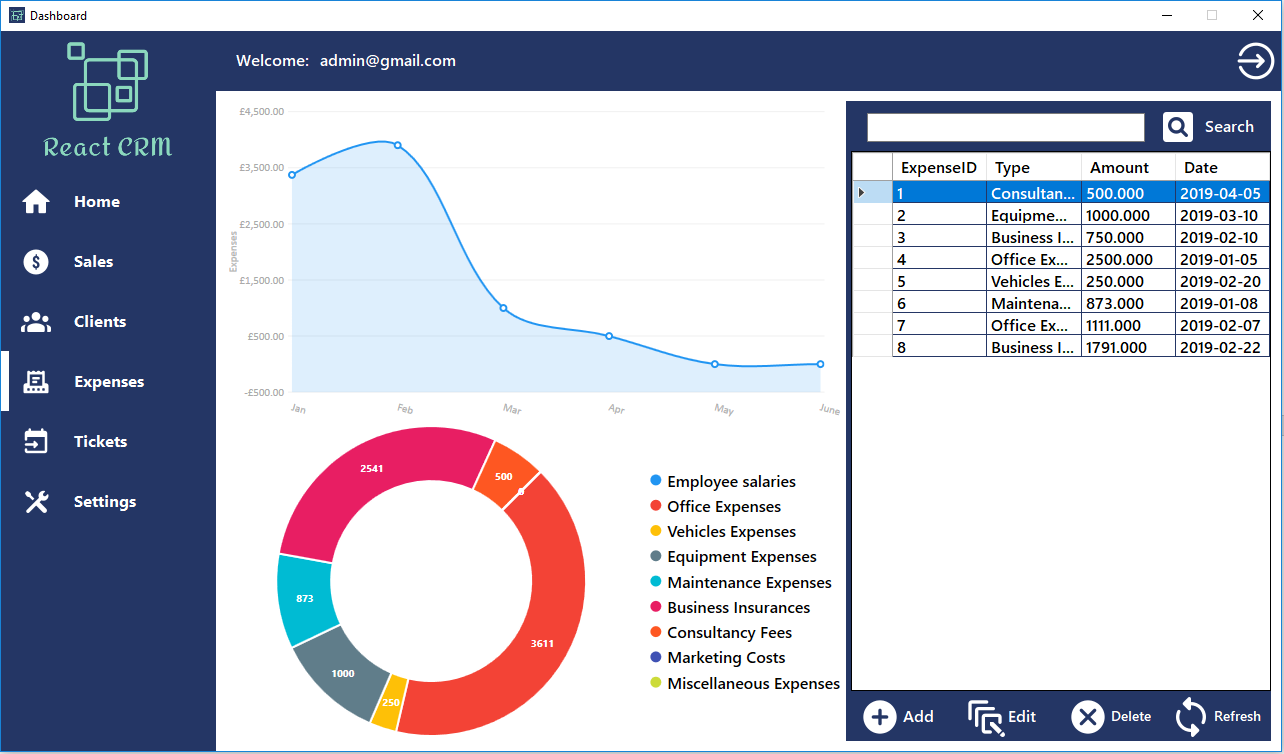 Dashboard
React CRM
Welcome: admin@gmail.com
Home
Sales
Clients
Expenses
Tickets
Settings
£4,500.00
£3,500.00
£2,500.00
£1,500.00
£500.00
-£500.00
Expenses
Jan Feb Mar Apr May June
2541
500
0
3611
250
1000
873
Employee salaries
Office Expenses
Vehicles Expenses
Equipment Expenses
Maintenance Expenses
Business Insurances
Consultancy Fees
Marketing Costs
Miscellaneous Expenses
Search
ExpenseID Type Amount Date
1 Consultan... 500.000 2019-04-05
2 Equipme... 1000.000 2019-03-10
3 Business I... 750.000 2019-02-10
4 Office Ex... 2500.000 2019-01-05
5 Vehicles E... 250.000 2019-02-20
6 Maintena... 873.000 2019-01-08
7 Office Ex... 1111.000 2019-02-07
8 Business I... 1791.000 2019-02-22
Add Edit Delete Refresh